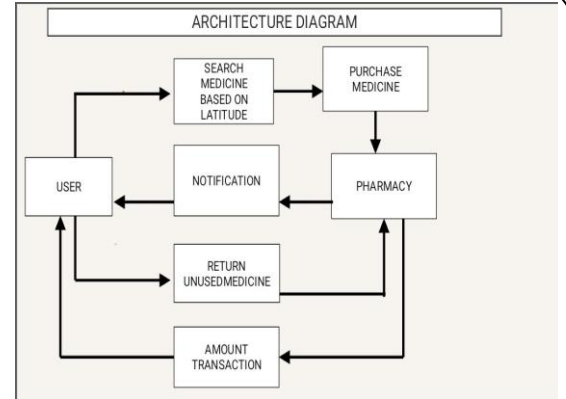 ARCHITECTURE DIAGRAM
SEARCH
MEDICINE
BASED ON
LATITUDE
PURCHASE
MEDICINE
USER
NOTIFICATION
PHARMACY
RETURN
UNUSEDMEDICINE
AMOUNT
TRANSACTION